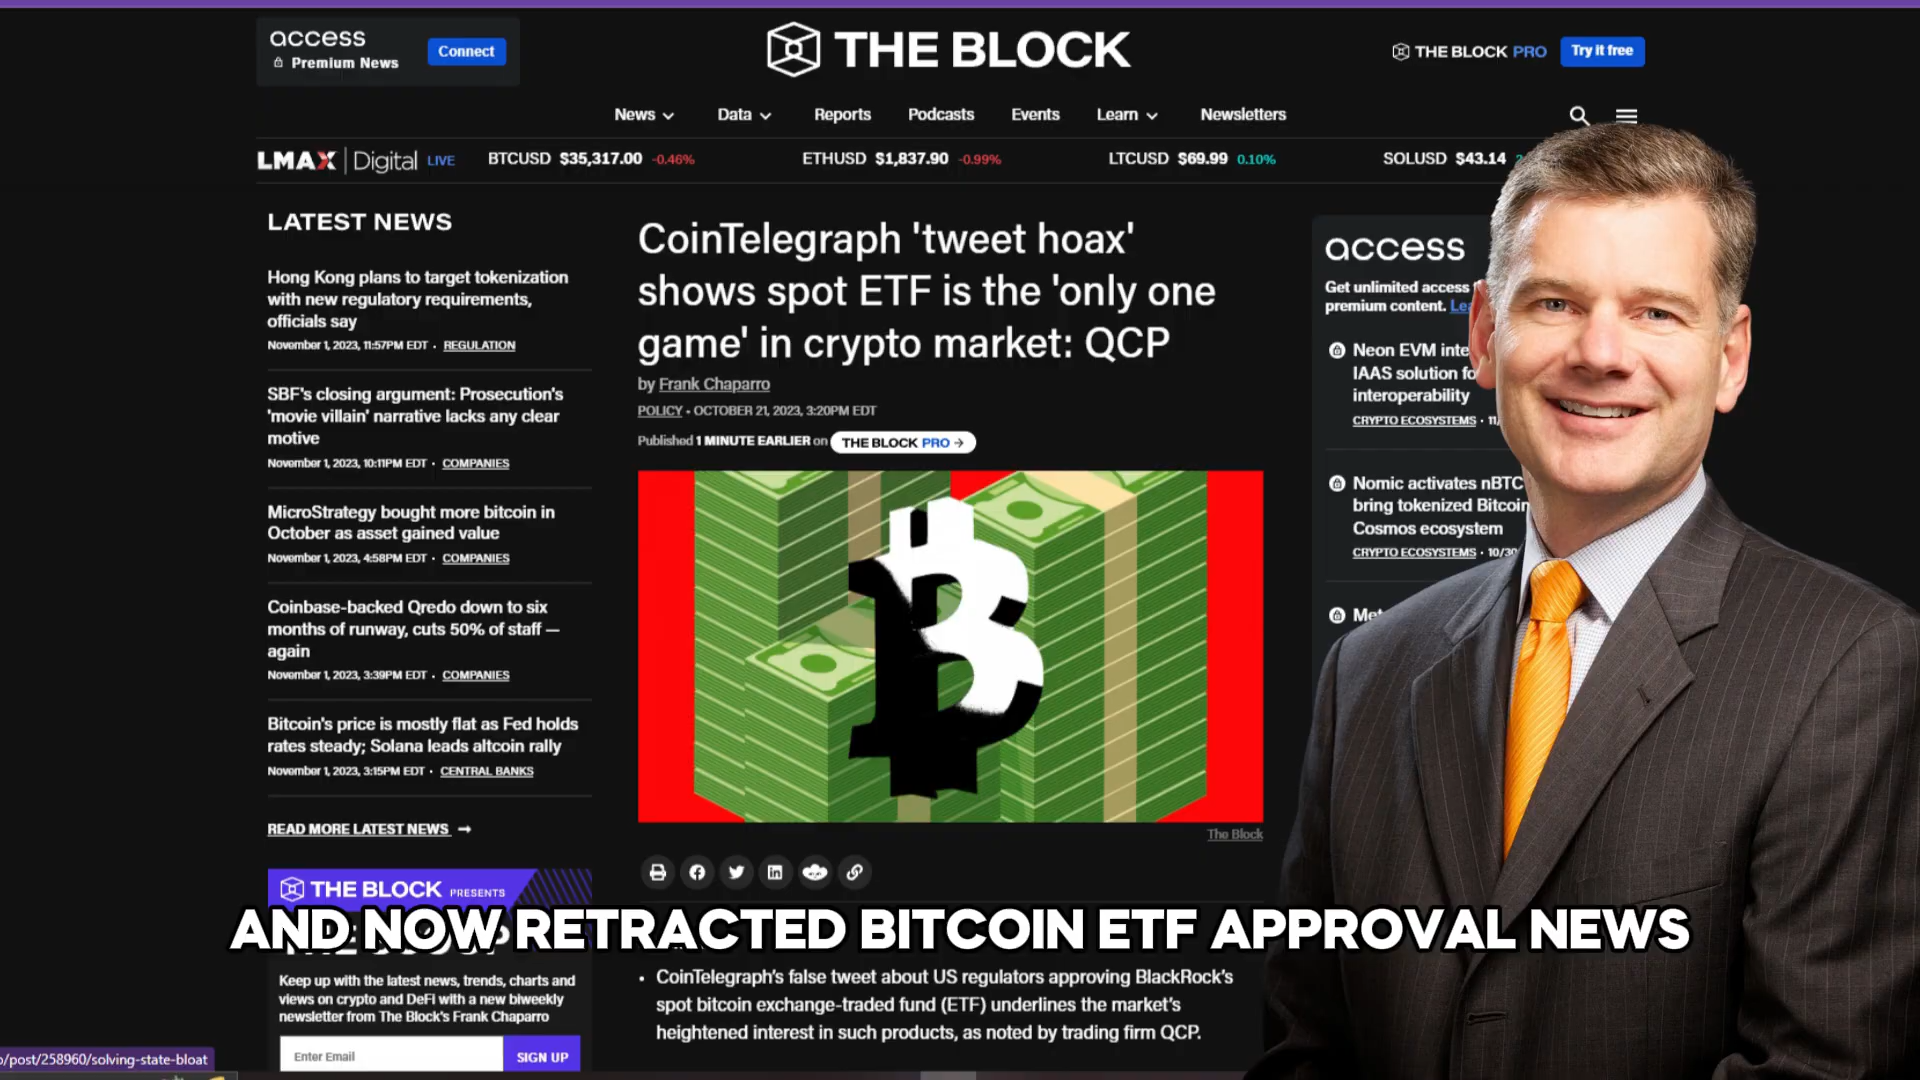 access
Premium News
Connect
THE BLOCK
THE BLOCK PRO
Try it free
News
Data
Reports
Podcasts
Events
Learn
Newsletters
LMAX Digital LIVE
BTCUSD $35,317.00 -0.46%
ETHUSD $1,837.90 -0.99%
LTCUSD $69.99 0.10%
SOLUSD $43.14
LATEST NEWS
Hong Kong plans to target tokenization
with new regulatory requirements,
officials say
November 1, 2023, 11:57PM EDT • REGULATION
SBF's closing argument: Prosecution's
'movie villain' narrative lacks any clear
motive
November 1, 2023, 10:11PM EDT • COMPANIES
MicroStrategy bought more bitcoin in
October as asset gained value
November 1, 2023, 4:58PM EDT • COMPANIES
Coinbase-backed Qredo down to six
months of runway, cuts 50% of staff —
again
November 1, 2023, 3:39PM EDT • COMPANIES
Bitcoin's price is mostly flat as Fed holds
rates steady; Solana leads altcoin rally
November 1, 2023, 3:15PM EDT • CENTRAL BANKS
READ MORE LATEST NEWS →
THE BLOCK PRESENTS
Keep up with the latest news, trends, charts and
views on crypto and DeFi with a new biweekly
newsletter from The Block's Frank Chaparro
Enter Email
SIGN UP
o/post/258960/solving-state-bloat
CoinTelegraph 'tweet hoax'
shows spot ETF is the 'only one
game' in crypto market: QCP
by Frank Chaparro
POLICY • OCTOBER 21, 2023, 3:20PM EDT
Published 1 MINUTE EARLIER on THE BLOCK PRO →
The Block
AND NOW RETRACTED BITCOIN ETF APPROVAL NEWS
• CoinTelegraph's false tweet about US regulators approving BlackRock's
spot bitcoin exchange-traded fund (ETF) underlines the market's
heightened interest in such products, as noted by trading firm QCP.
access
Get unlimited access
premium content.
Neon EVM
IAAS solution
interoperability
CRYPTO ECOSYSTEMS •
Nomic activates nBTC
bring tokenized Bitcoin
Cosmos ecosystem
CRYPTO ECOSYSTEMS •